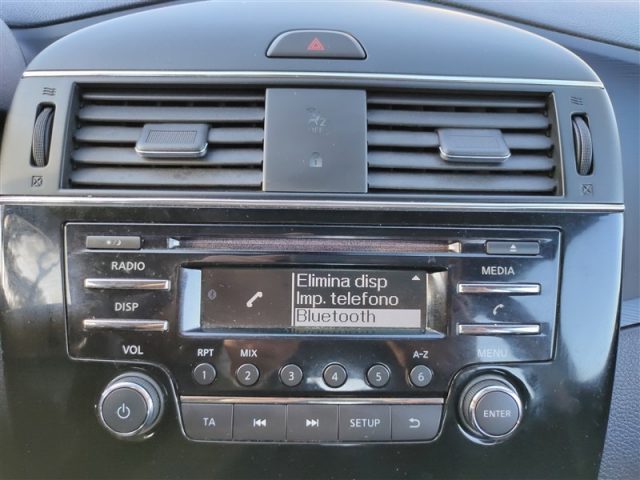 OFF
RADIO
MEDIA
Elimina disp
Imp. telefono
Bluetooth
DISP
VOL
RPT MIX
A-Z
MENU
1 2 3 4 5 6
TA
SETUP
ENTER